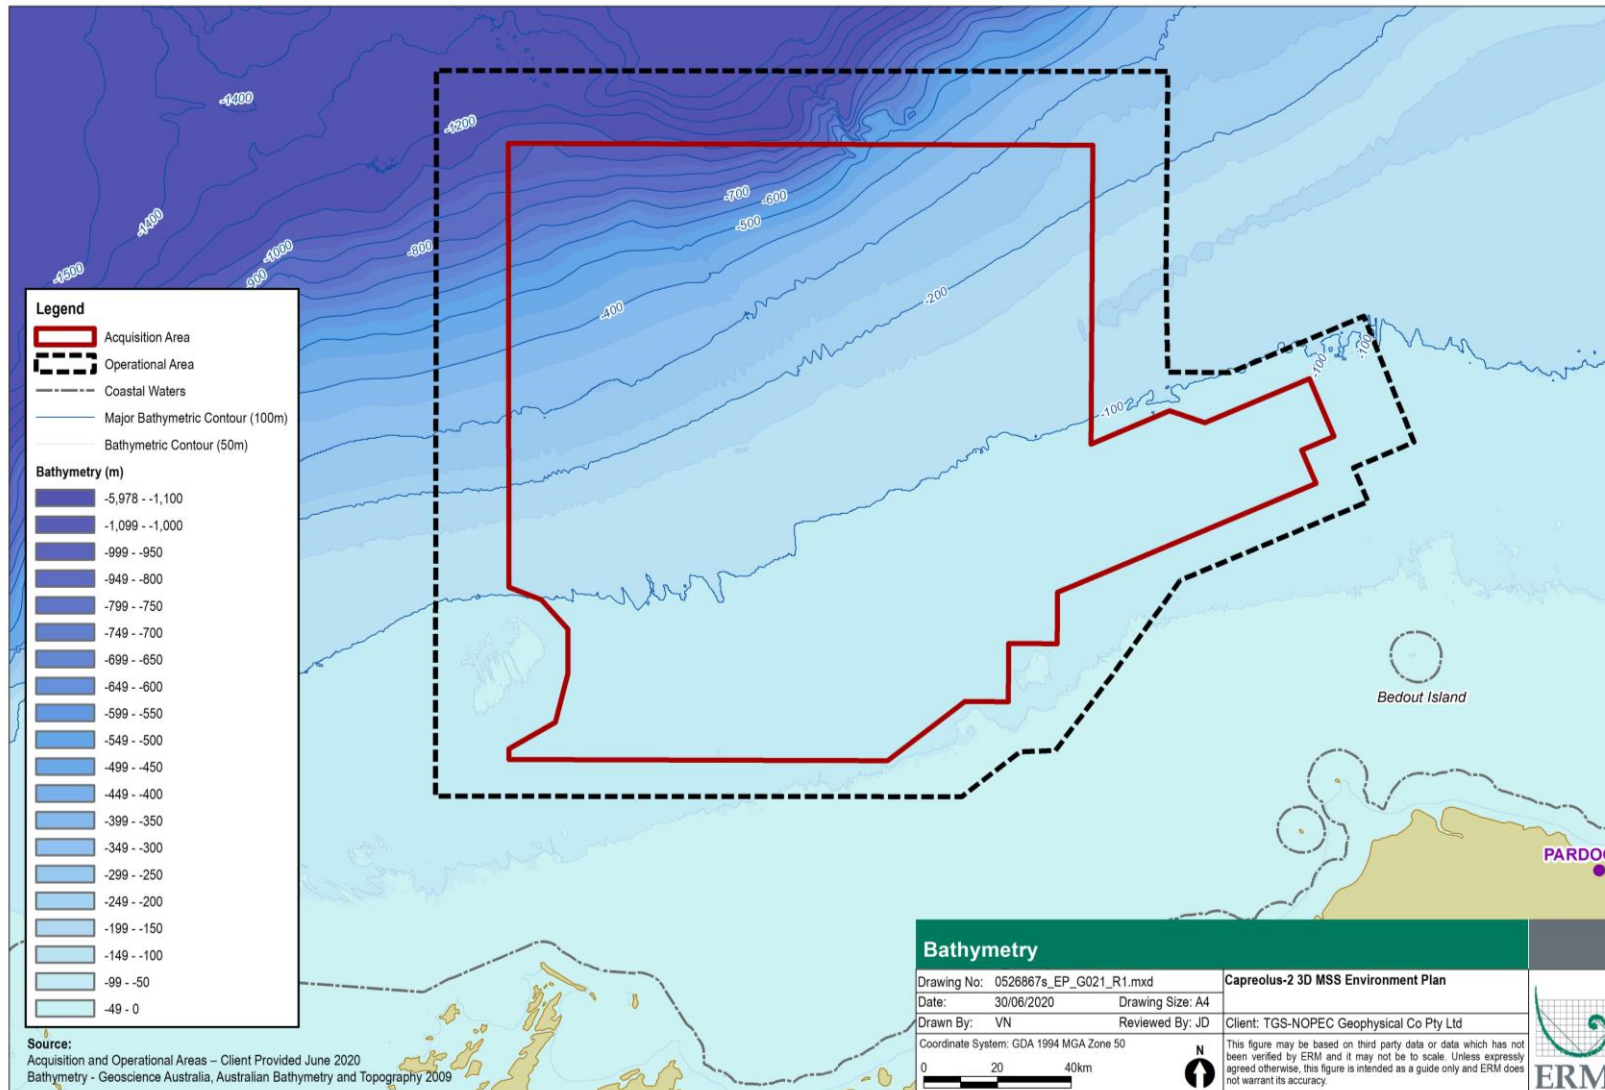 -1400
-1200
-1400
-1500
-1000
-900
-800
-700
-600
-500
-400
-200
-100
-100
-100
Legend
Acquisition Area
Operational Area
Coastal Waters
Major Bathymetric Contour (100m)
Bathymetric Contour (50m)
Bathymetry (m)
-5,978 - -1,100
-1,099 - -1,000
-999 - -950
-949 - -800
-799 - -750
-749 - -700
-699 - -650
-649 - -600
-599 - -550
-549 - -500
-499 - -450
-449 - -400
-399 - -350
-349 - -300
-299 - -250
-249 - -200
-199 - -150
-149 - -100
-99 - -50
-49 - 0
Bedout Island
PARDOO
Source:
Acquisition and Operational Areas – Client Provided June 2020
Bathymetry - Geoscience Australia, Australian Bathymetry and Topography 2009
Bathymetry
Drawing No: 0526867s_EP_G021_R1.mxd
Date: 30/06/2020 Drawing Size: A4
Drawn By: VN Reviewed By: JD
Coordinate System: GDA 1994 MGA Zone 50
0 20 40km
N
Capreolus-2 3D MSS Environment Plan
Client: TGS-NOPEC Geophysical Co Pty Ltd
This figure may be based on third party data or data which has not
been verified by ERM and it may not be to scale. Unless expressly
agreed otherwise, this figure is intended as a guide only and ERM does
not warrant its accuracy.
ERM